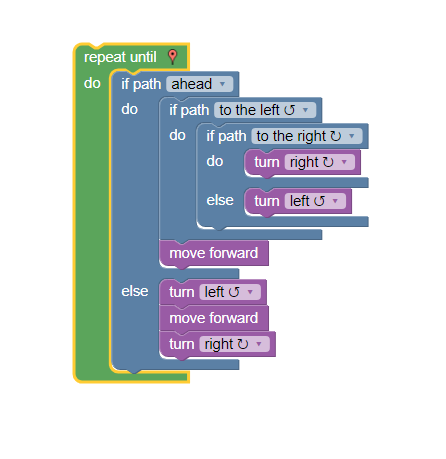 repeat until
do if path ahead
do if path to the left ↺
do if path to the right ↻
do turn right ↻
else turn left ↺
move forward
else turn left ↺
move forward
turn right ↻